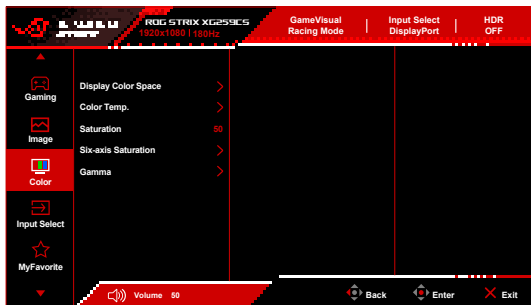 ROG STRIX XG259CS
1920x1080 | 180Hz
GameVisual
Racing Mode
Input Select
DisplayPort
HDR
OFF
Gaming
Image
Color
Input Select
MyFavorite
Display Color Space
Color Temp.
Saturation 50
Six-axis Saturation
Gamma
Volume 50
Back
Enter
Exit